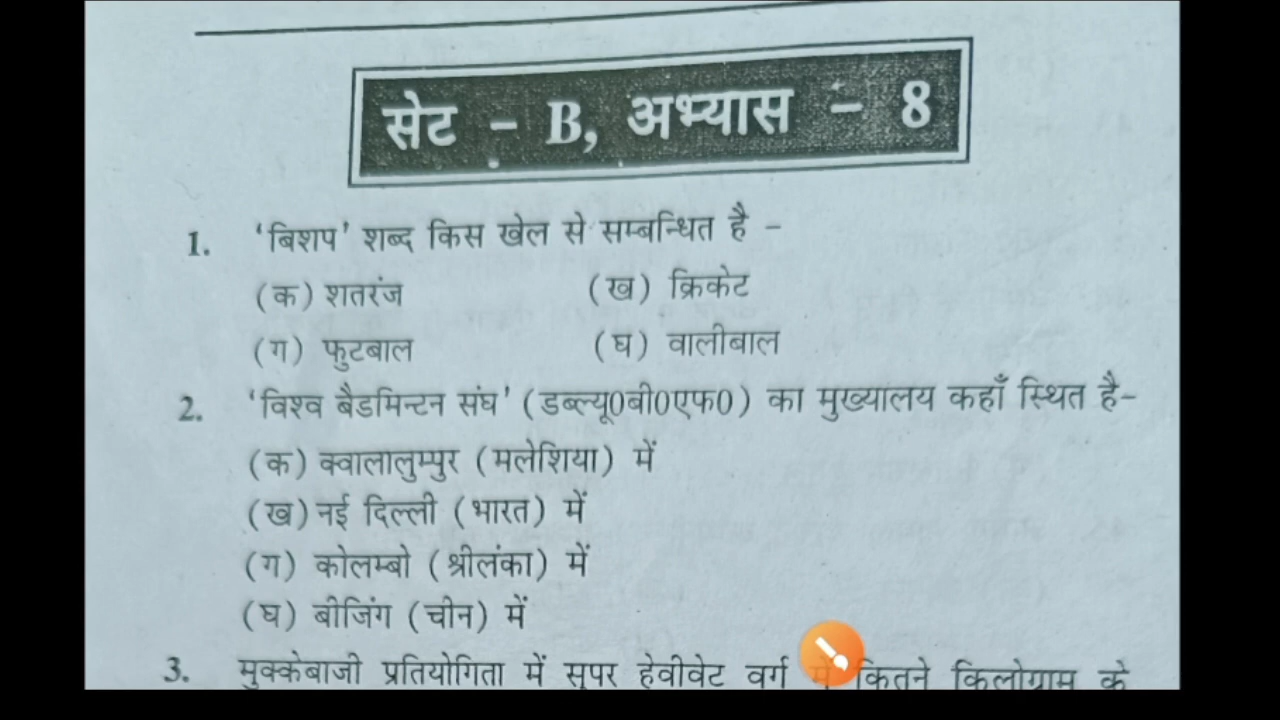 सेट - B, अभ्यास - 8
1. 'बिशप' शब्द किस खेल से सम्बन्धित है -
(क) शतरंज (ख) क्रिकेट
(ग) फुटबाल (घ) वालीबाल
2. 'विश्व बैडमिन्टन संघ' (डब्ल्यू0बी0एफ0) का मुख्यालय कहाँ स्थित है-
(क) क्वालालुम्पुर (मलेशिया) में
(ख) नई दिल्ली (भारत) में
(ग) कोलम्बो (श्रीलंका) में
(घ) बीजिंग (चीन) में
3. मुक्केबाजी प्रतियोगिता में सुपर हेवीवेट वर्ग में कितने किलोग्राम के